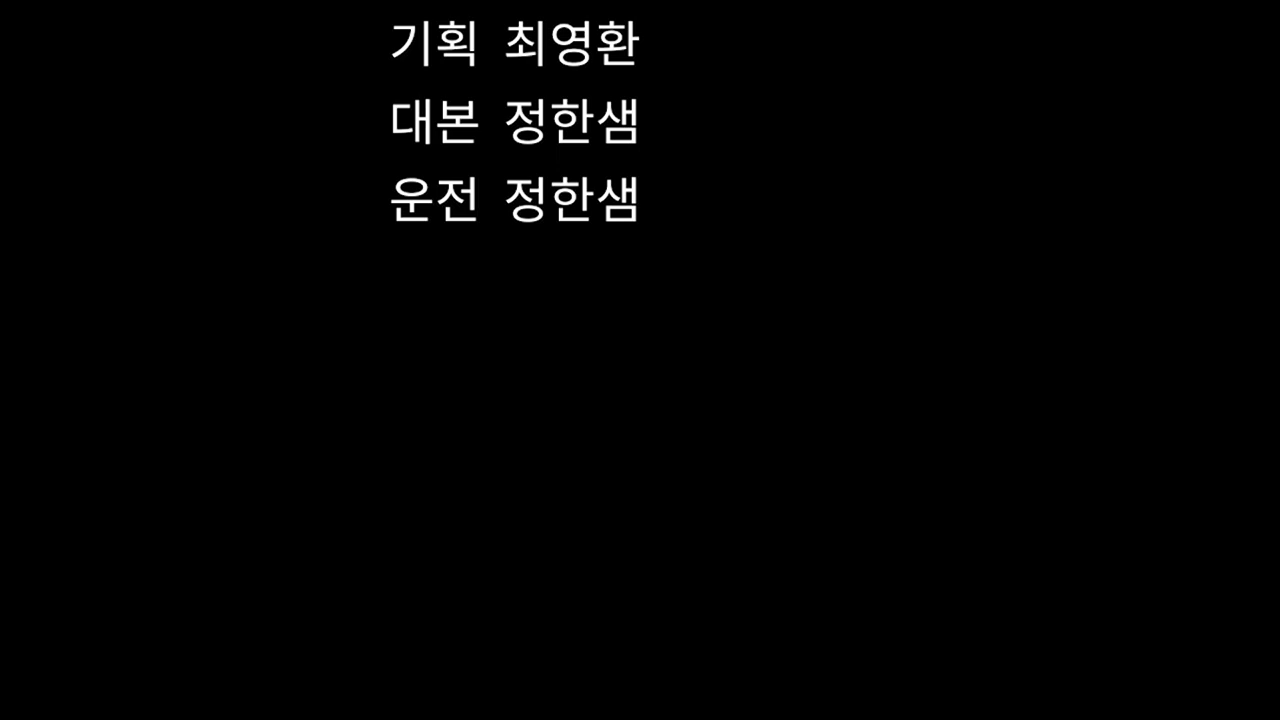 기획 최영환
대본 정한샘
운전 정한샘